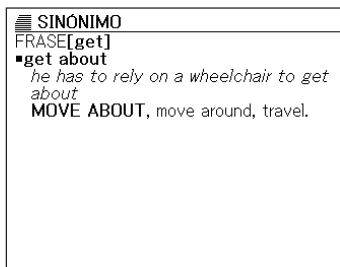 SINÓNIMO
FRASE[get]
▪get about
he has to rely on a wheelchair to get
about
MOVE ABOUT, move around, travel.